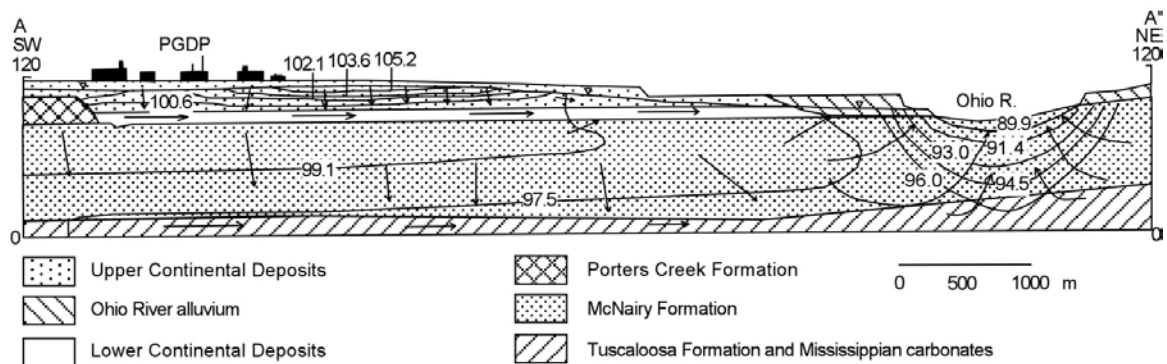 A
SW
120
PGDP
102.1 103.6 105.2
100.6
A"
NE
120
Ohio R.
89.9
91.4
93.0
94.5
96.0
99.1
97.5
0
0
Upper Continental Deposits
Porters Creek Formation
Ohio River alluvium
McNairy Formation
0 500 1000 m
Lower Continental Deposits
Tuscaloosa Formation and Mississippian carbonates